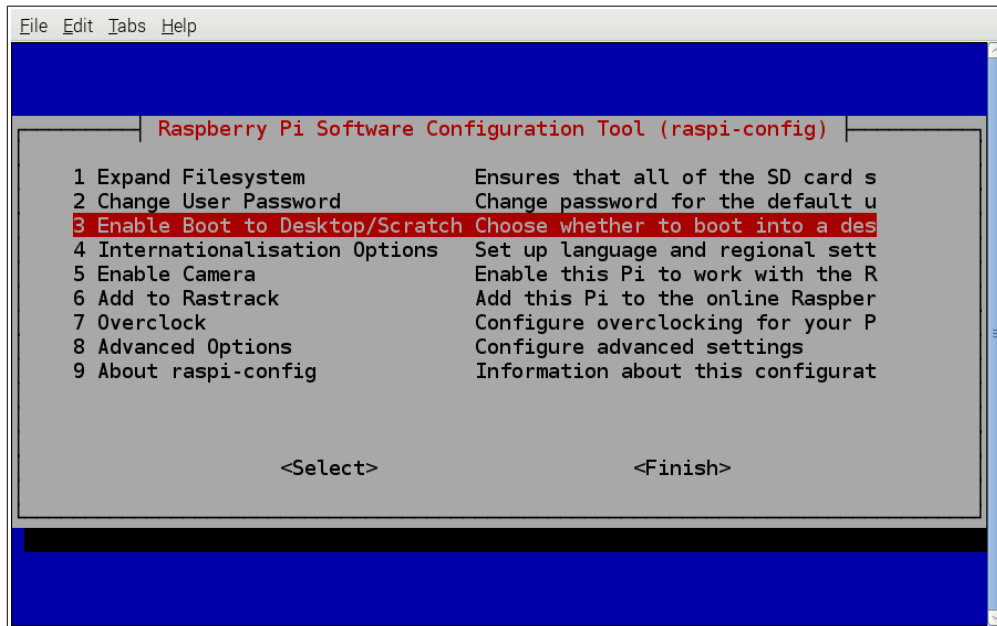 File Edit Tabs Help
Raspberry Pi Software Configuration Tool (raspi-config)
1 Expand Filesystem Ensures that all of the SD card s
2 Change User Password Change password for the default u
3 Enable Boot to Desktop/Scratch Choose whether to boot into a des
4 Internationalisation Options Set up language and regional sett
5 Enable Camera Enable this Pi to work with the R
6 Add to Rastrack Add this Pi to the online Raspber
7 Overclock Configure overclocking for your P
8 Advanced Options Configure advanced settings
9 About raspi-config Information about this configurat
<Select> <Finish>